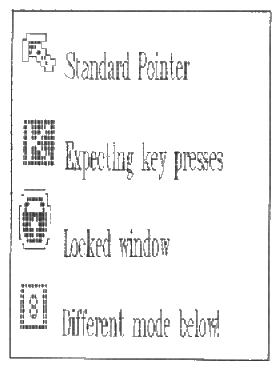 Standard Pointer
Expecting key presses
Locked window
Different mode below!